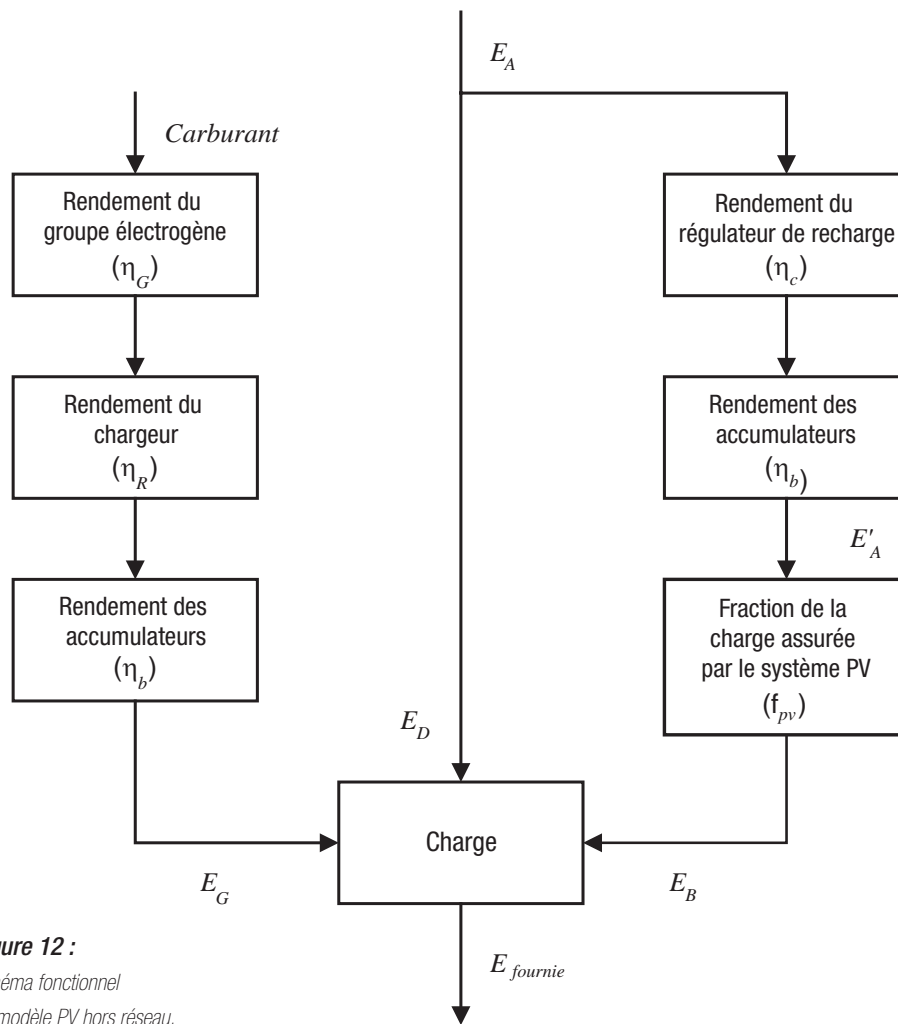 E_A
Carburant
Rendement du
groupe électrogène
(η_G)
Rendement du
régulateur de recharge
(η_c)
Rendement du
chargeur
(η_R)
Rendement des
accumulateurs
(η_b)
E'_A
Rendement des
accumulateurs
(η_b)
Fraction de la
charge assurée
par le système PV
(f_pv)
E_D
Charge
E_G
E_B
E_fournie
12 :
fonctionnel
modèle PV hors réseau.